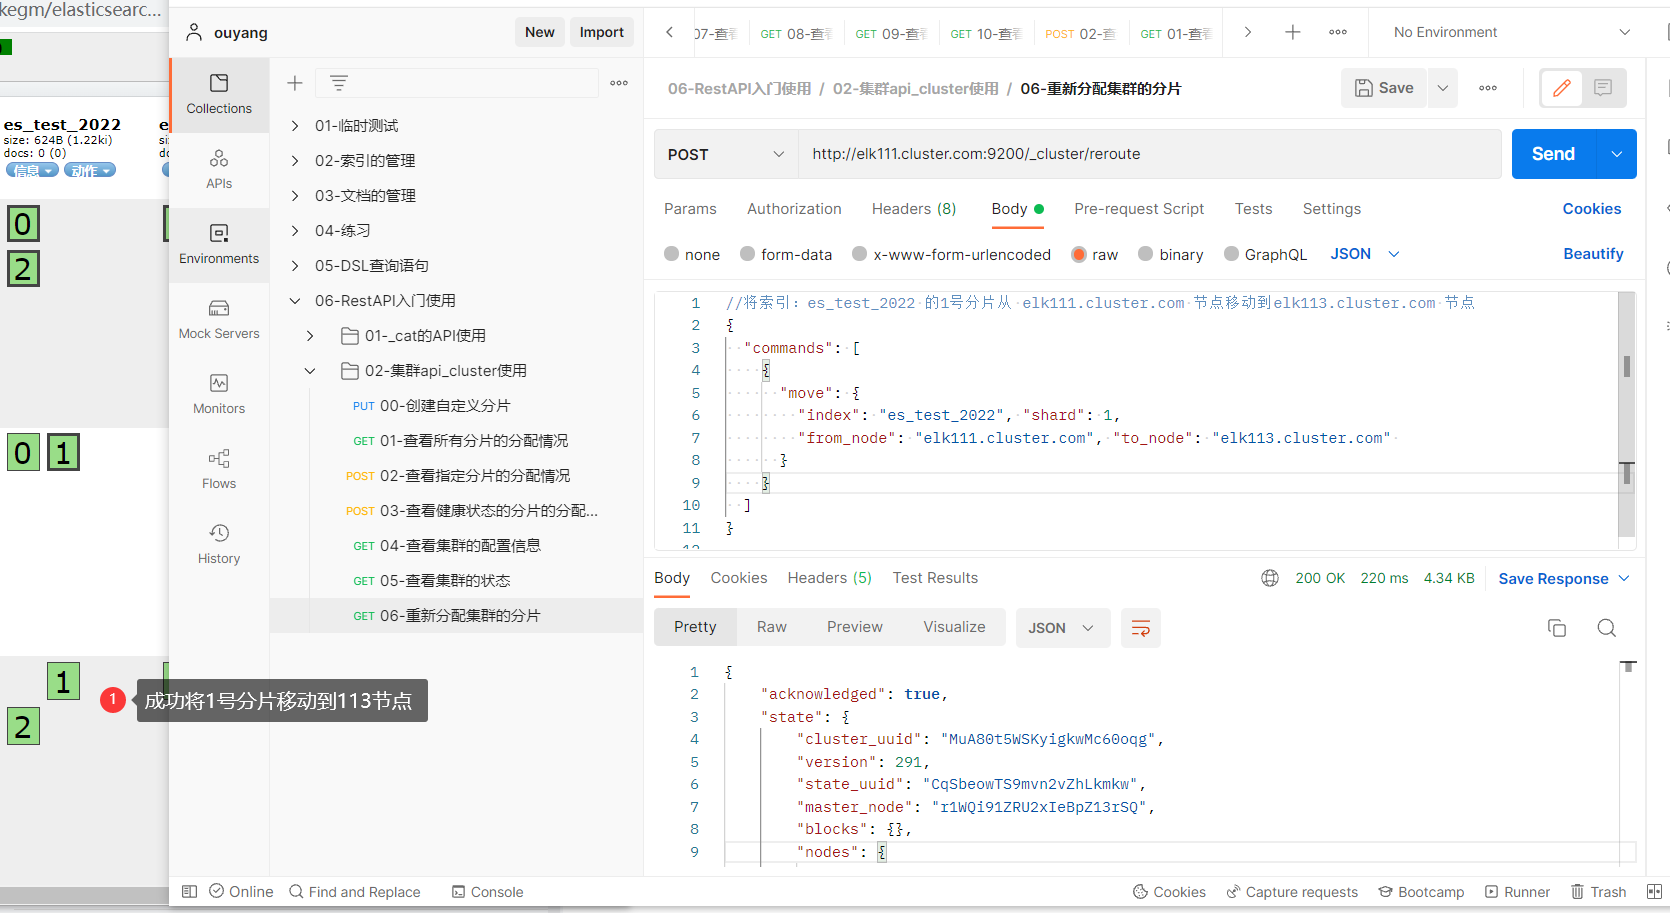 kegm/elasticsearc...
es_test_2022
size: 624B (1.22ki)
docs: 0 (0)
信息
动作
0
2
0 1
1
2
1 成功将1号分片移动到113节点
ouyang
New
Import
Collections
APIs
Environments
Mock Servers
Monitors
Flows
History
01-临时测试
02-索引的管理
03-文档的管理
04-练习
05-DSL查询语句
06-RestAPI入门使用
01-_cat的API使用
02-集群api_cluster使用
PUT 00-创建自定义分片
GET 01-查看所有分片的分配情况
POST 02-查看指定分片的分配情况
POST 03-查看健康状态的分片的分配...
GET 04-查看集群的配置信息
GET 05-查看集群的状态
GET 06-重新分配集群的分片
07-查看 GET 08-查看 GET 09-查看 GET 10-查看 POST 02-查 GET 01-查看
No Environment
06-RestAPI入门使用 / 02-集群api_cluster使用 / 06-重新分配集群的分片
Save
POST
http://elk111.cluster.com:9200/_cluster/reroute
Send
Params Authorization Headers (8) Body Pre-request Script Tests Settings Cookies
none form-data x-www-form-urlencoded raw binary GraphQL JSON Beautify
1 //将索引: es_test_2022 的1号分片从 elk111.cluster.com 节点移动到elk113.cluster.com 节点
2 {
3 "commands": [
4 {
5 "move": {
6 "index": "es_test_2022", "shard": 1,
7 "from_node": "elk111.cluster.com", "to_node": "elk113.cluster.com"
8 }
9 }
10 ]
11 }
Body Cookies Headers (5) Test Results
200 OK 220 ms 4.34 KB Save Response
Pretty Raw Preview Visualize JSON
1 {
2 "acknowledged": true,
3 "state": {
4 "cluster_uuid": "MuA80t5WSKyigkwMc60oqg",
5 "version": 291,
6 "state_uuid": "CqSbeowTS9mvn2vZhLkmkw",
7 "master_node": "r1WQi91ZRU2xIeBpZ13rSQ",
8 "blocks": {},
9 "nodes": {
Online Find and Replace Console
Cookies Capture requests Bootcamp Runner Trash